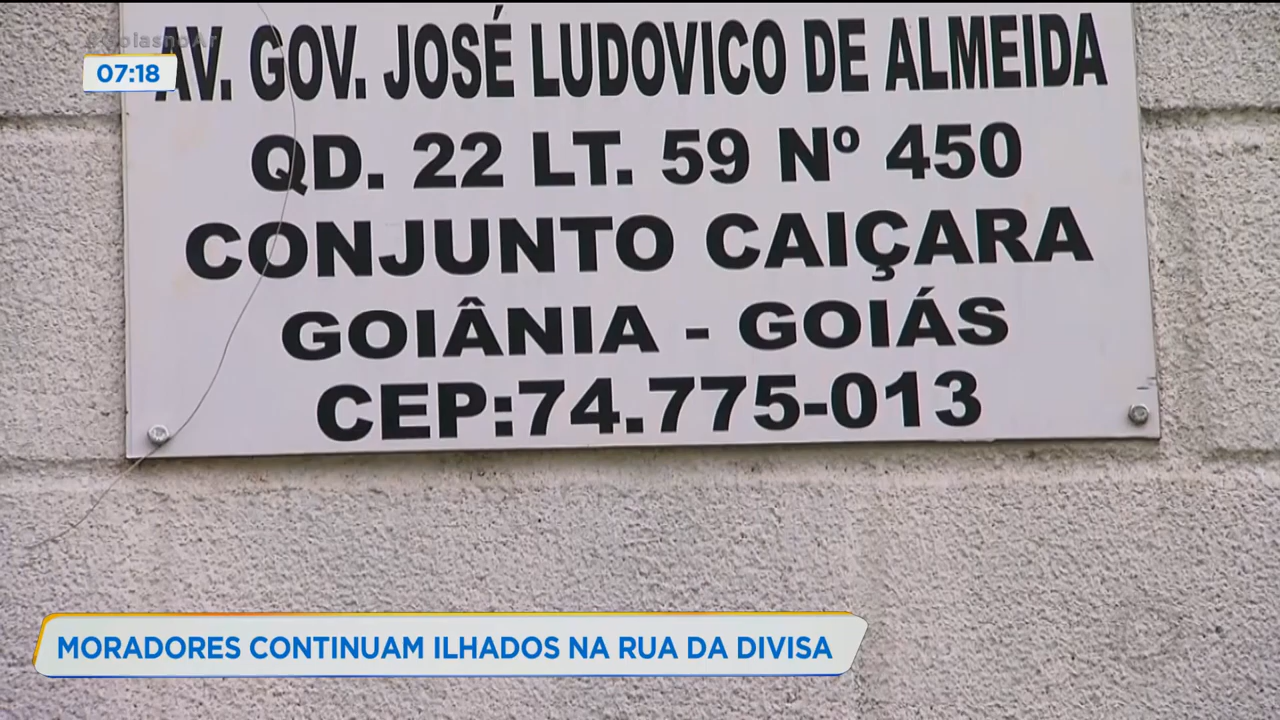 07:18
AV. GOV. JOSÉ LUDOVICO DE ALMEIDA
QD. 22 LT. 59 Nº 450
CONJUNTO CAIÇARA
GOIÂNIA - GOIÁS
CEP:74.775-013
MORADORES CONTINUAM ILHADOS NA RUA DA DIVISA